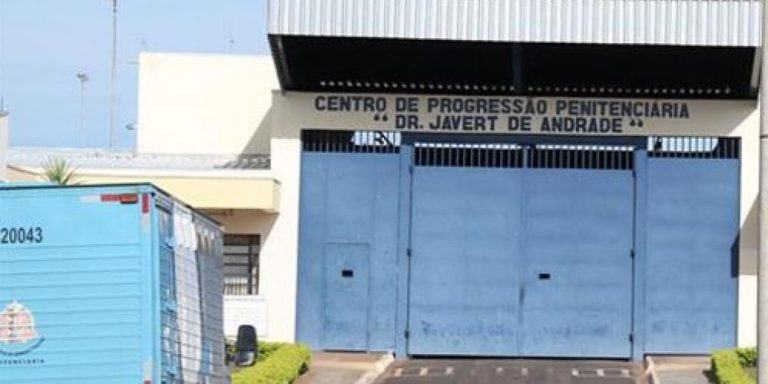 CENTRO DE PROGRESSÃO PENITENCIÁRIA
“ DR. JAVERT DE ANDRADE “
20043